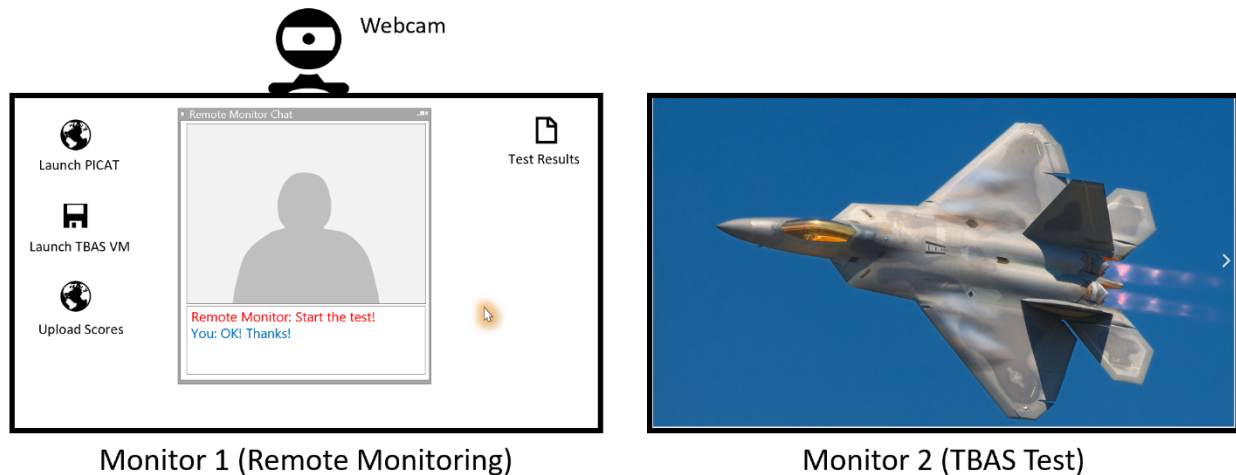 Webcam
Remote Monitor Chat
Launch PICAT
Test Results
Launch TBAS VM
Upload Scores
Remote Monitor: Start the test!
You: OK! Thanks!
Monitor 1 (Remote Monitoring)
Monitor 2 (TBAS Test)